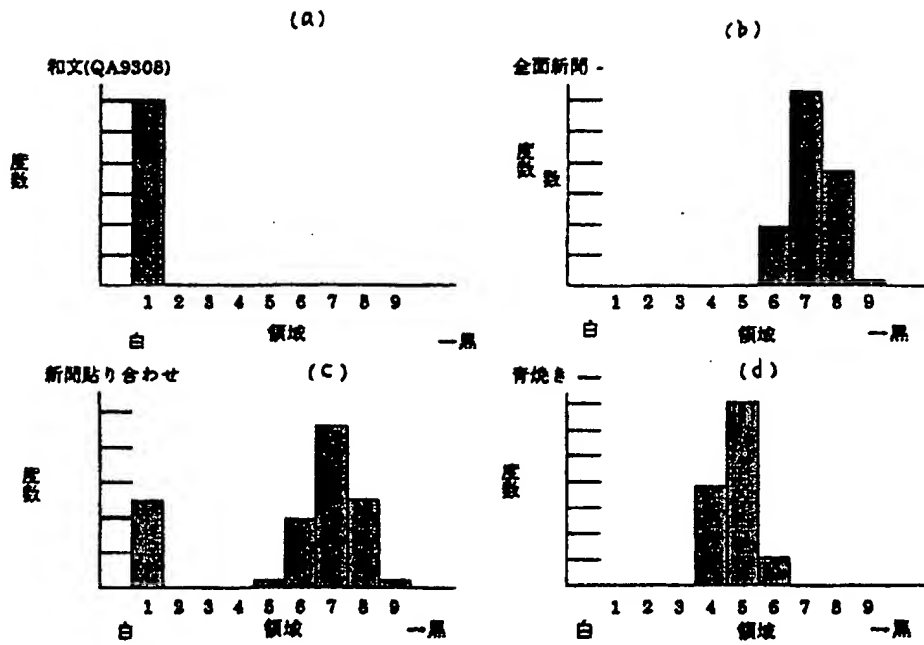 (a)
和文(QA9308)
度数
1 2 3 4 5 6 7 8 9
白 領域 →黒
(b)
全面新聞
度数
数
1 2 3 4 5 6 7 8 9
白 領域 →黒
新聞貼り合わせ (c)
度数
1 2 3 4 5 6 7 8 9
白 領域 →黒
青焼き (d)
度数
1 2 3 4 5 6 7 8 9
白 領域 →黒